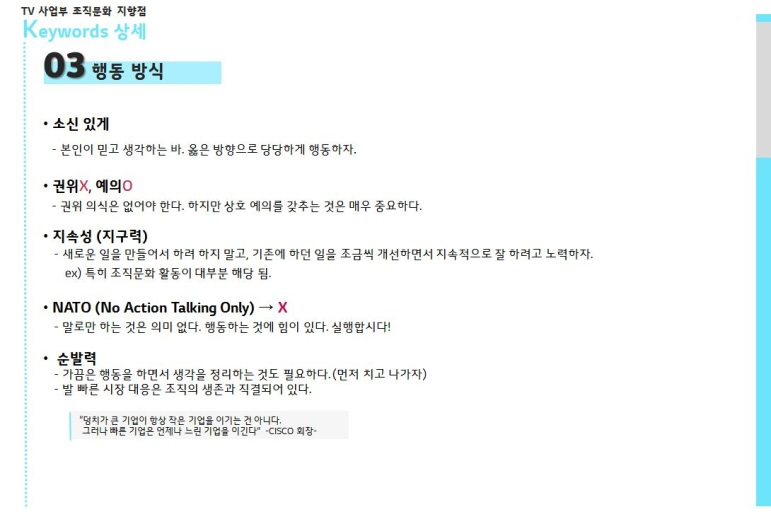 TV 사업부 조직문화 지향점
Keywords 상세
03 행동 방식
• 소신 있게
- 본인이 믿고 생각하는 바. 옳은 방향으로 당당하게 행동하자.
• 권위X, 예의O
- 권위 의식은 없어야 한다. 하지만 상호 예의를 갖추는 것은 매우 중요하다.
• 지속성 (지구력)
- 새로운 일을 만들어서 하려 하지 말고, 기존에 하던 일을 조금씩 개선하면서 지속적으로 잘 하려고 노력하자.
ex) 특히 조직문화 활동이 대부분 해당 됨.
• NATO (No Action Talking Only) → X
- 말로만 하는 것은 의미 없다. 행동하는 것에 힘이 있다. 실행합시다!
• 순발력
- 가끔은 행동을 하면서 생각을 정리하는 것도 필요하다.(먼저 치고 나가자)
- 발 빠른 시장 대응은 조직의 생존과 직결되어 있다.
“덩치가 큰 기업이 항상 작은 기업을 이기는 건 아니다.
그러나 빠른 기업은 언제나 느린 기업을 이긴다” -CISCO 회장-